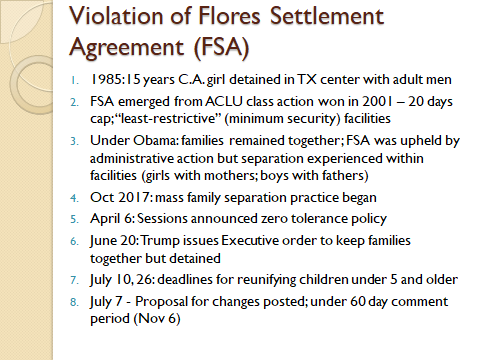 Violation of Flores Settlement
Agreement (FSA)
1. 1985:15 years C.A. girl detained in TX center with adult men
2. FSA emerged from ACLU class action won in 2001 – 20 days
cap;“least-restrictive” (minimum security) facilities
3. Under Obama: families remained together; FSA was upheld by
administrative action but separation experienced within
facilities (girls with mothers; boys with fathers)
4. Oct 2017: mass family separation practice began
5. April 6: Sessions announced zero tolerance policy
6. June 20: Trump issues Executive order to keep families
together but detained
7. July 10, 26: deadlines for reunifying children under 5 and older
8. July 7 - Proposal for changes posted; under 60 day comment
period (Nov 6)